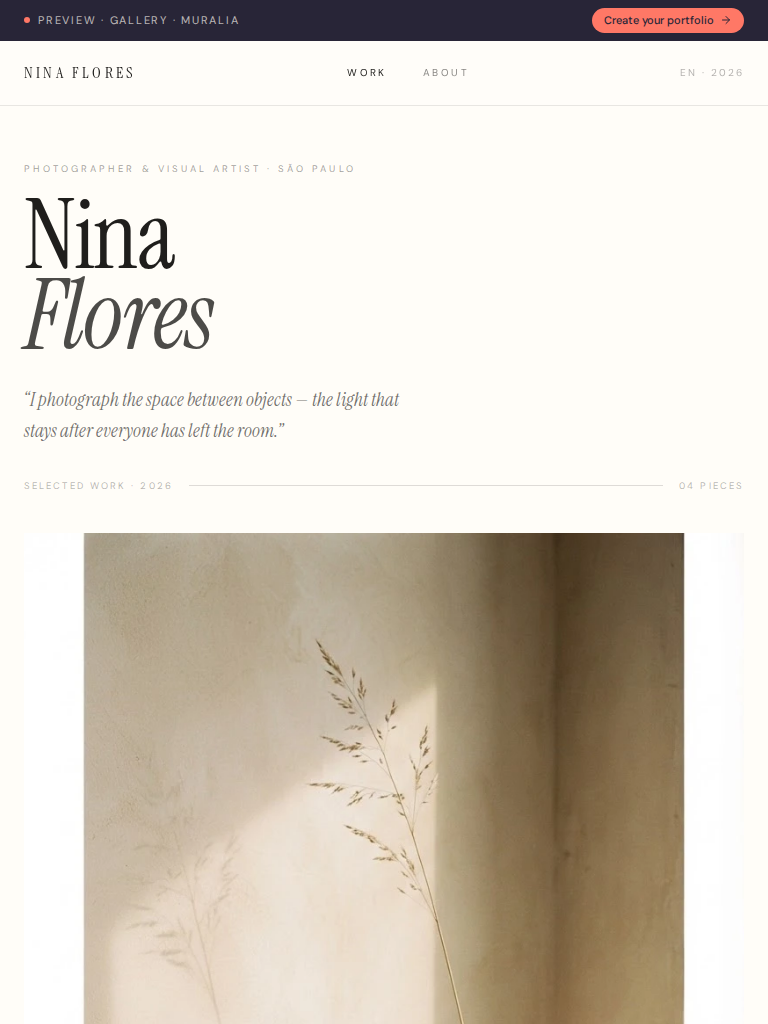 PREVIEW · GALLERY · MURALIA
Create your portfolio →
NINA FLORES
WORK
ABOUT
EN · 2026
PHOTOGRAPHER & VISUAL ARTIST · SÃO PAULO
Nina
Flores
“I photograph the space between objects — the light that
stays after everyone has left the room.”
SELECTED WORK · 2026
04 PIECES